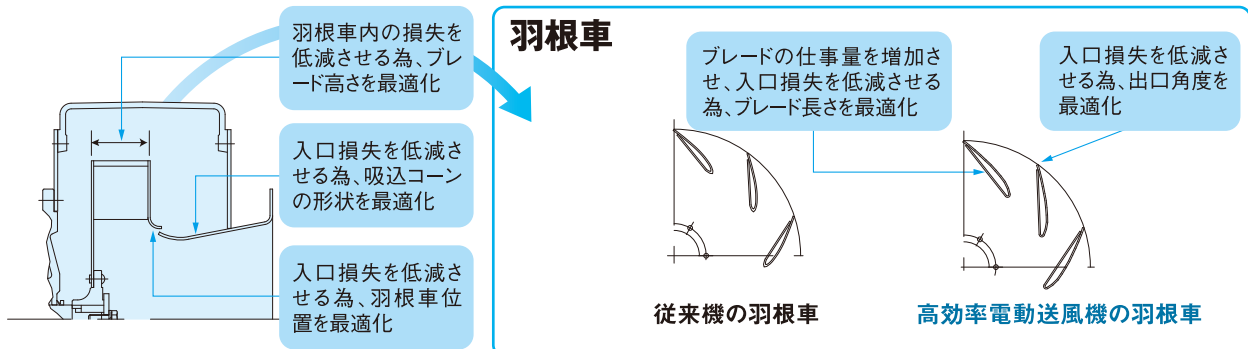 羽根車内の損失を
低減させる為、ブレ
ード高さを最適化
入口損失を低減さ
せる為、吸込コーン
の形状を最適化
入口損失を低減さ
せる為、羽根車位
置を最適化
羽根車
ブレードの仕事量を増加さ
せ、入口損失を低減させる
為、ブレード長さを最適化
入口損失を低減さ
せる為、出口角度を
最適化
従来機の羽根車
高効率電動送風機の羽根車